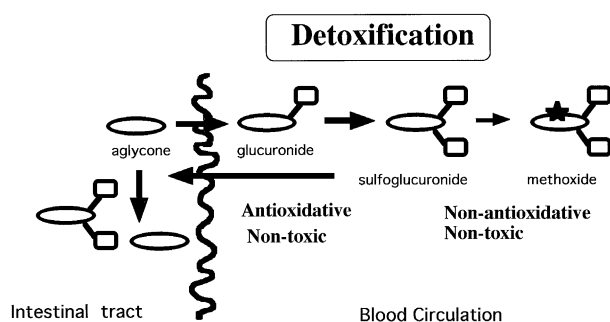 Detoxification
aglycone
glucuronide
sulfoglucuronide
methoxide
Antioxidative
Non-toxic
Non-antioxidative
Non-toxic
Intestinal tract
Blood Circulation